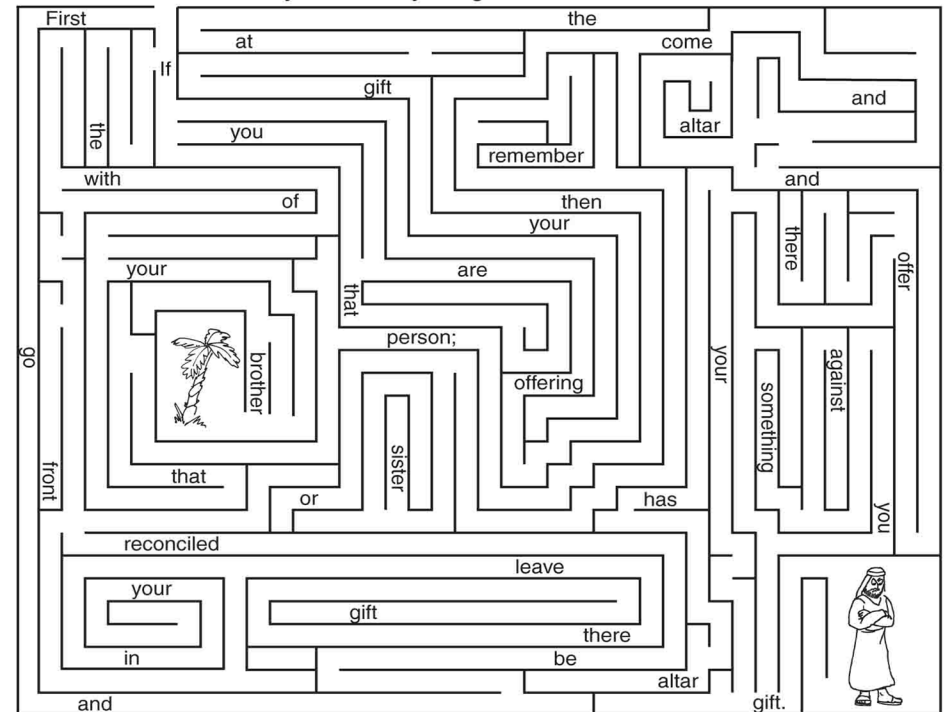 First
the
at
come
If
gift
and
the
you
altar
remember
with
and
of
then
your
there
your
are
offer
that
person;
go
your
brother
offering
against
something
sister
front
that
or
has
you
reconciled
leave
your
gift
there
in
be
altar
and
gift.